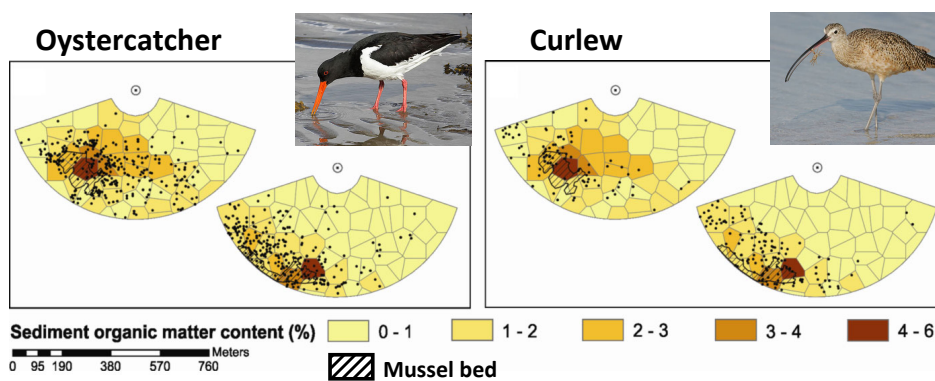 Oystercatcher
Curlew
Sediment organic matter content (%)
0 - 1
1 - 2
2 - 3
3 - 4
4 - 6
Meters
0 95 190 380 570 760
Mussel bed